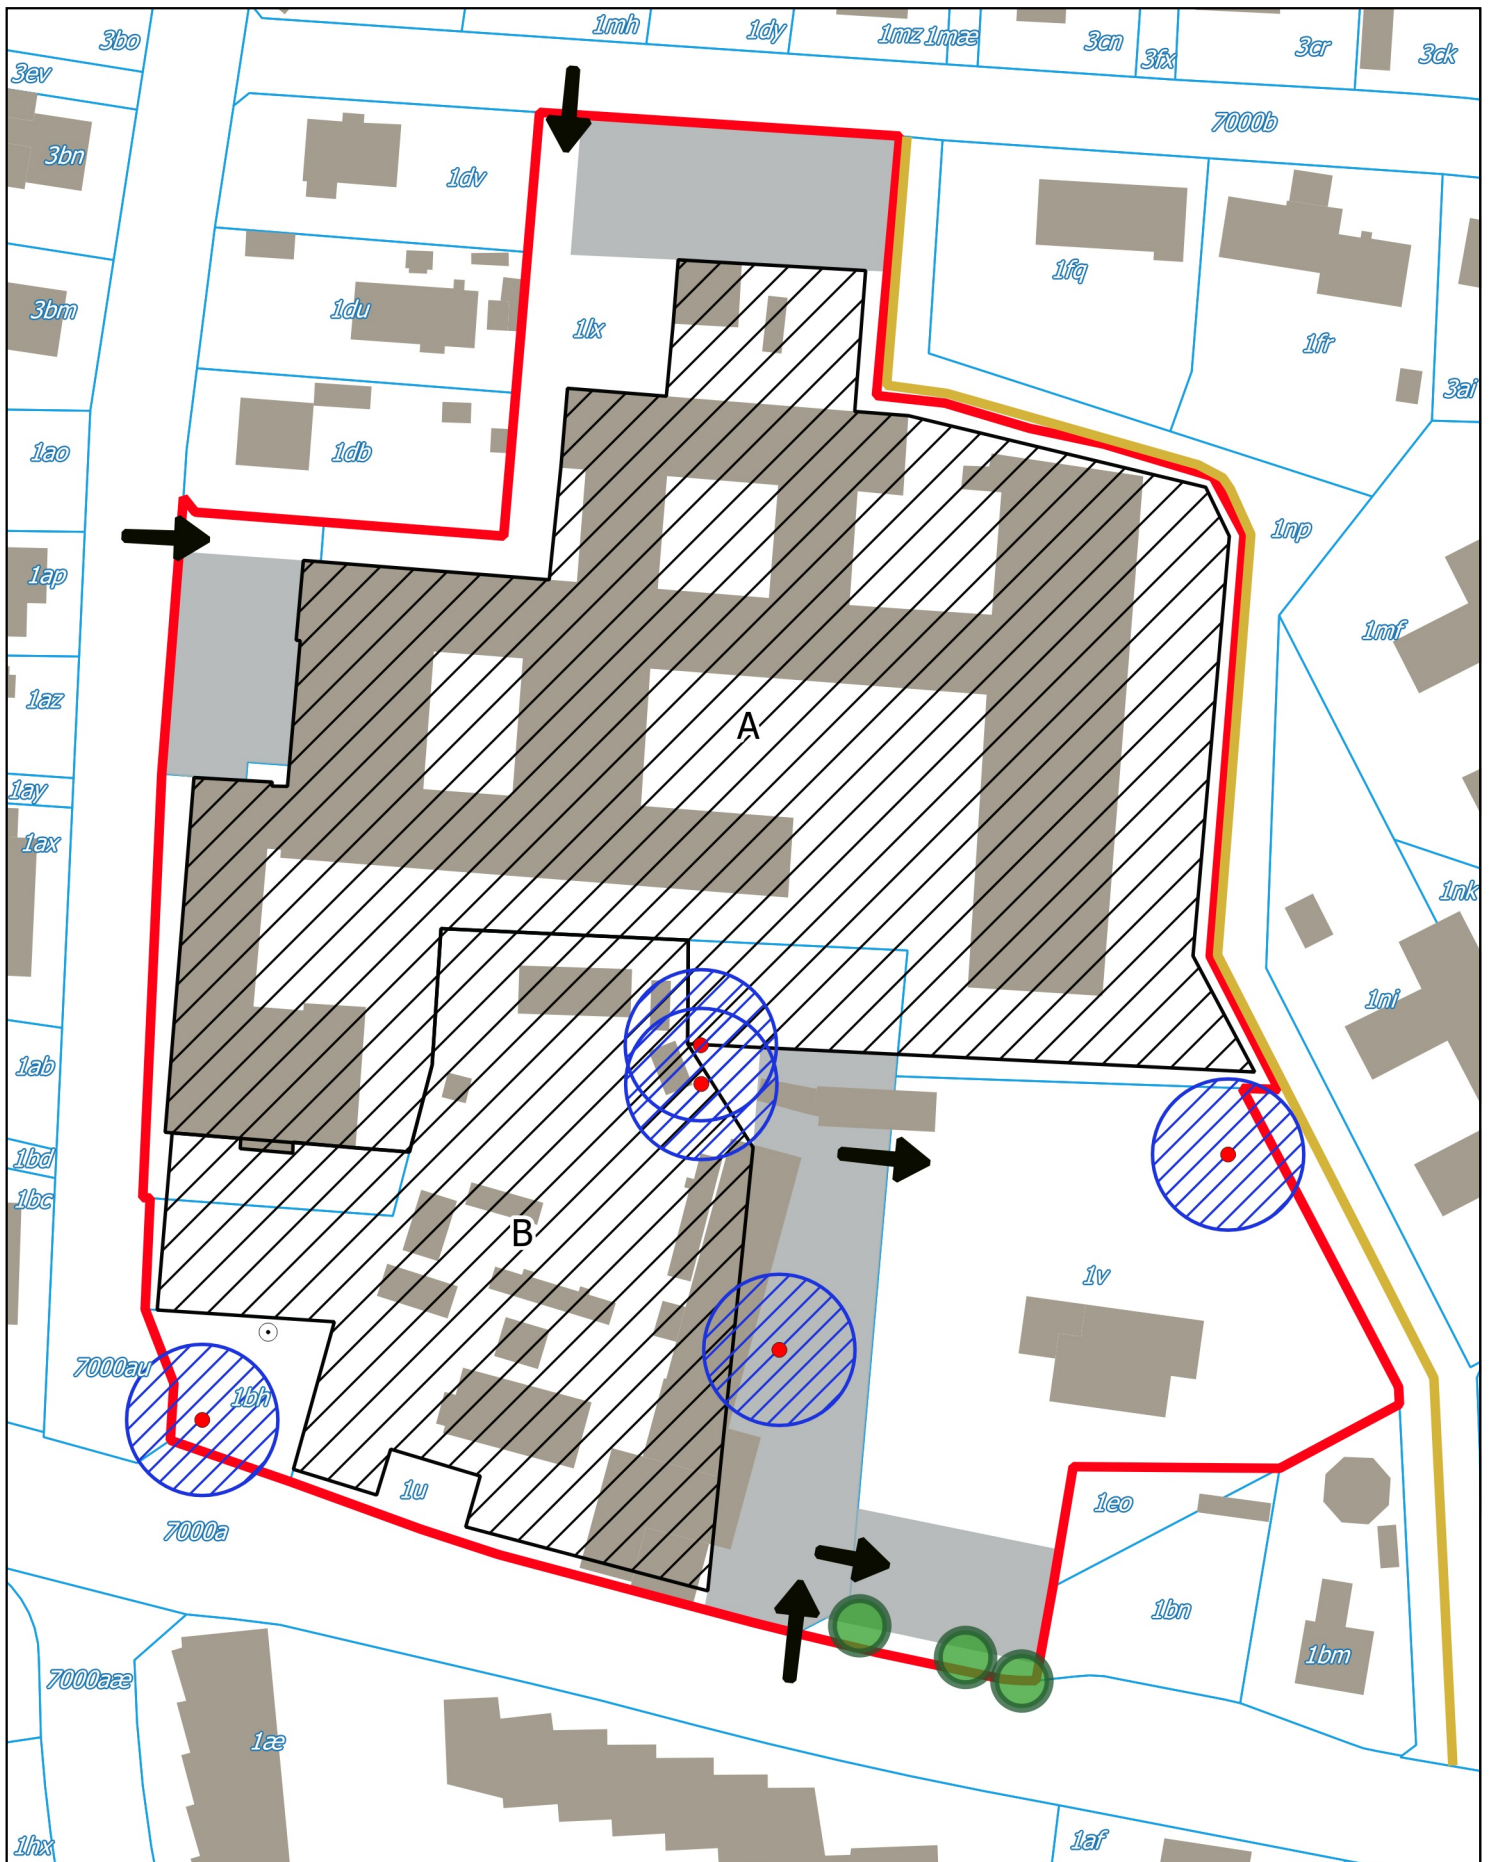 3bo
1mh
1dy
1mz
1mæ
3cn
3fx
3cr
3ck
3ev
7000b
3bn
1dv
1fq
3bm
1du
1lx
1fr
3ai
1ao
1db
1np
1ap
1mf
1az
A
1ay
1ax
1nk
1ni
1ab
1bd
1bc
B
1v
7000au
1bh
1u
1eo
7000a
1bn
1bm
7000aæ
1æ
1hx
1af